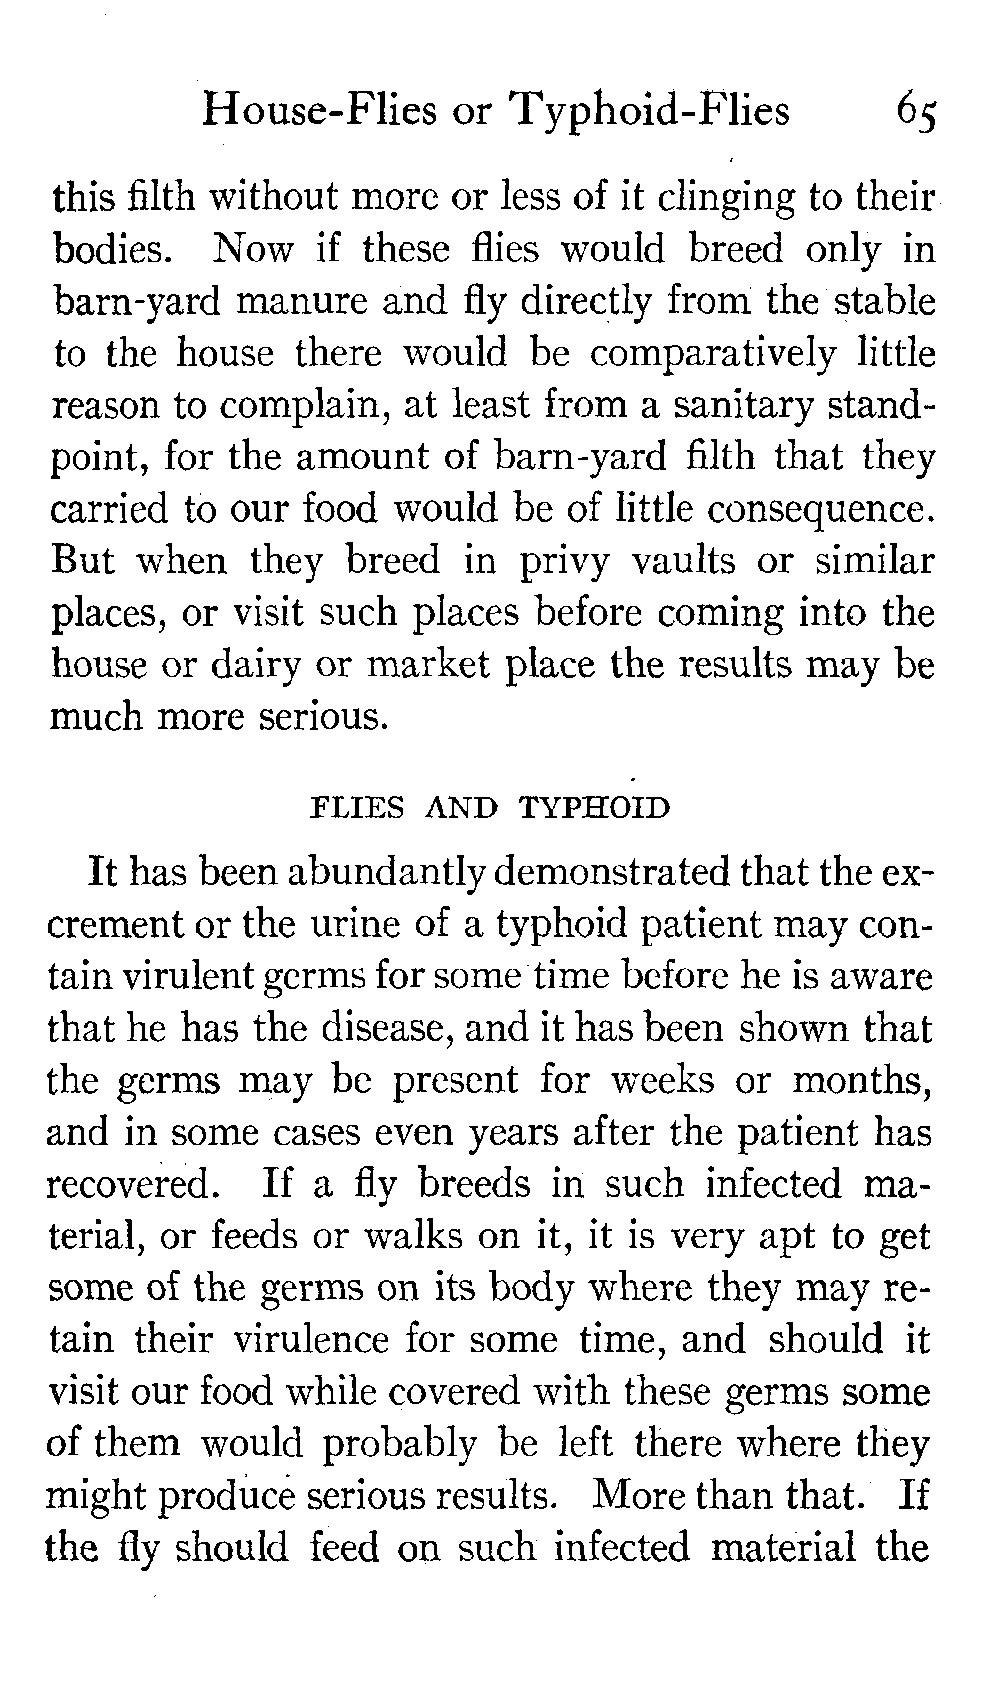 House-Flies or Typhoid-Flies 65
this filth without more or less of it clinging to their
bodies. Now if these flies would breed only in
barn-yard manure and fly directly from the stable
to the house there would be comparatively little
reason to complain, at least from a sanitary stand-
point, for the amount of barn-yard filth that they
carried to our food would be of little consequence.
But when they breed in privy vaults or similar
places, or visit such places before coming into the
house or dairy or market place the results may be
much more serious.
FLIES AND TYPHOID
It has been abundantly demonstrated that the ex-
crement or the urine of a typhoid patient may con-
tain virulent germs for some time before he is aware
that he has the disease, and it has been shown that
the germs may be present for weeks or months,
and in some cases even years after the patient has
recovered. If a fly breeds in such infected ma-
terial, or feeds or walks on it, it is very apt to get
some of the germs on its body where they may re-
tain their virulence for some time, and should it
visit our food while covered with these germs some
of them would probably be left there where they
might produce serious results. More than that. If
the fly should feed on such infected material the